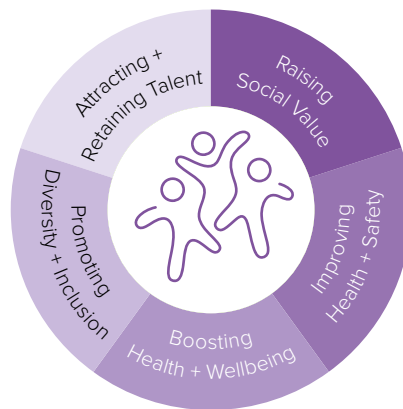 Raising
Social Value
Improving
Health + Safety
Boosting
Health + Wellbeing
Promoting
Diversity + Inclusion
Attracting +
Retaining Talent